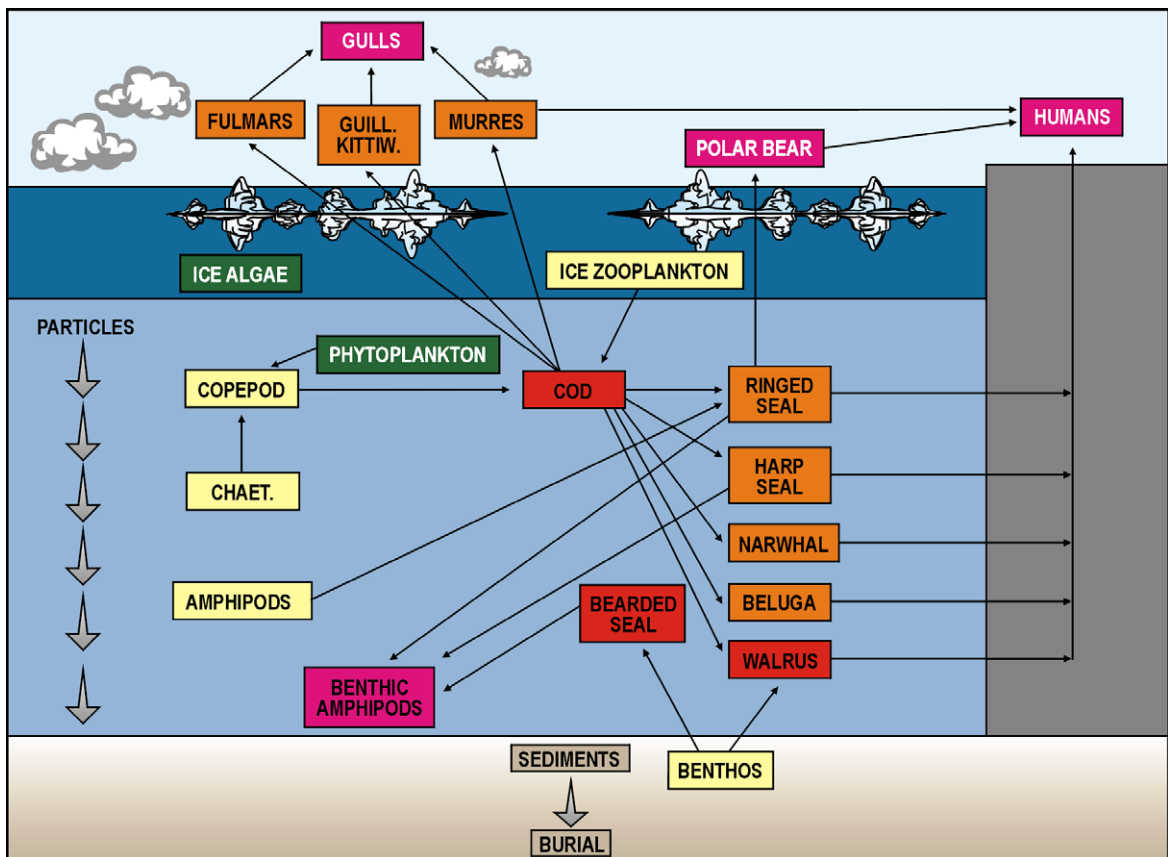 GULLS
FULMARS
GUILL.
KITTIW.
MURRES
HUMANS
POLAR BEAR
ICE ALGAE
ICE ZOOPLANKTON
PARTICLES
PHYTOPLANKTON
COPEPOD
COD
RINGED
SEAL
CHAET.
HARP
SEAL
NARWHAL
AMPHIPODS
BEARDED
SEAL
BELUGA
WALRUS
BENTHIC
AMPHIPODS
SEDIMENTS
BENTHOS
BURIAL